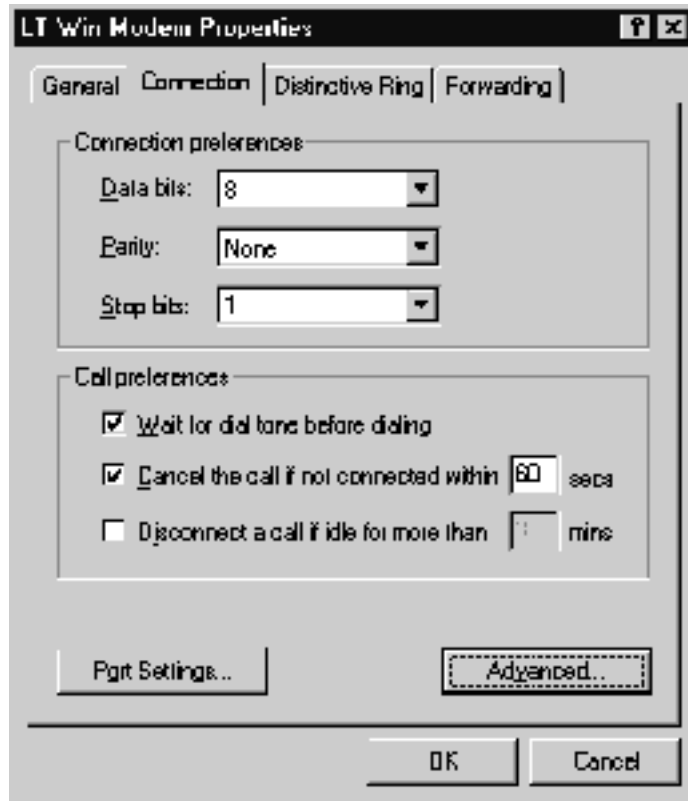 LT Win Modem Properties
General Connection Distinctive Ring Forwarding
Connection preferences
Data bits: 8
Parity: None
Stop bits: 1
Call preferences
Wait for dial tone before dialing
Cancel the call if not connected within 60 secs
Disconnect a call if idle for more than mins
Port Settings... Advanced...
OK Cancel